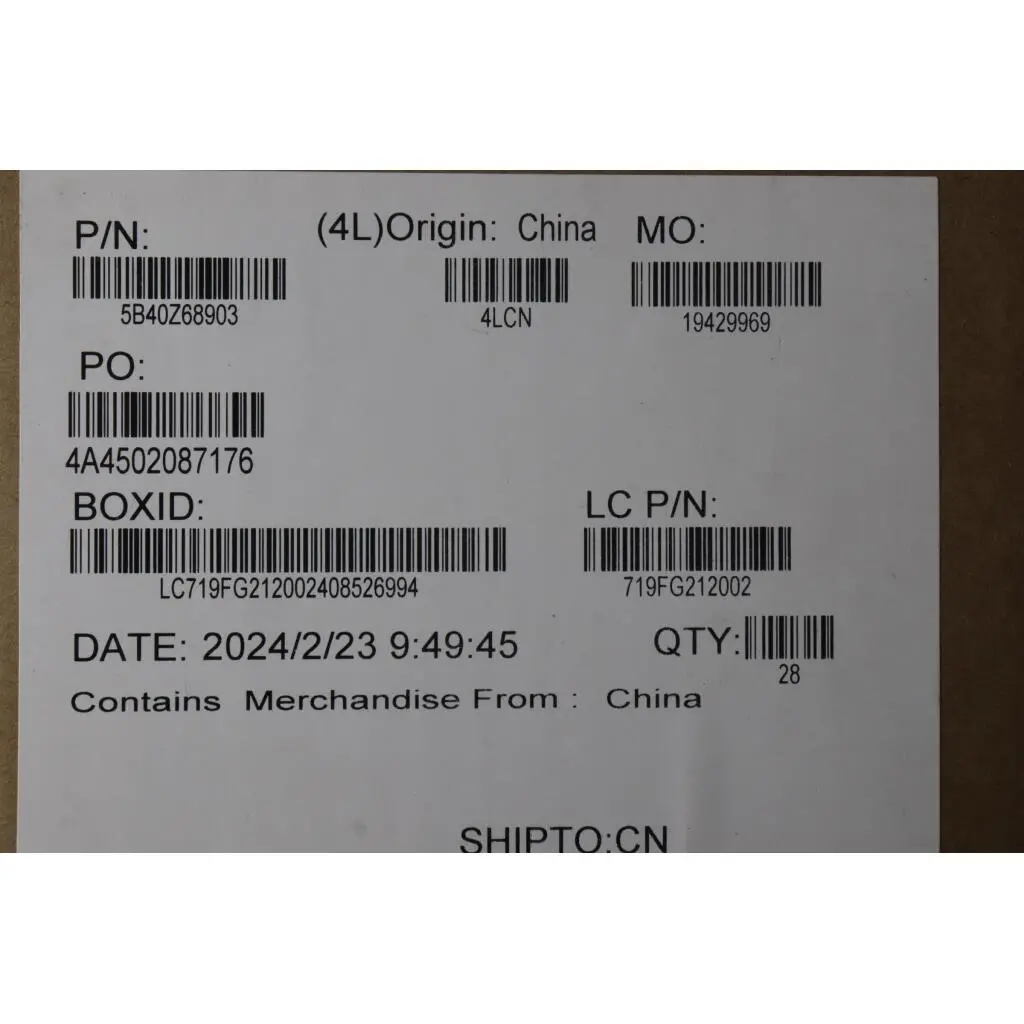 P/N: (4L)Origin: China MO:
5B40Z68903 4LCN 19429969
PO:
4A4502087176
BOXID: LC P/N:
LC719FG212002408526994 719FG212002
DATE: 2024/2/23 9:49:45 QTY:
28
Contains Merchandise From : China
SHIPTO:CN